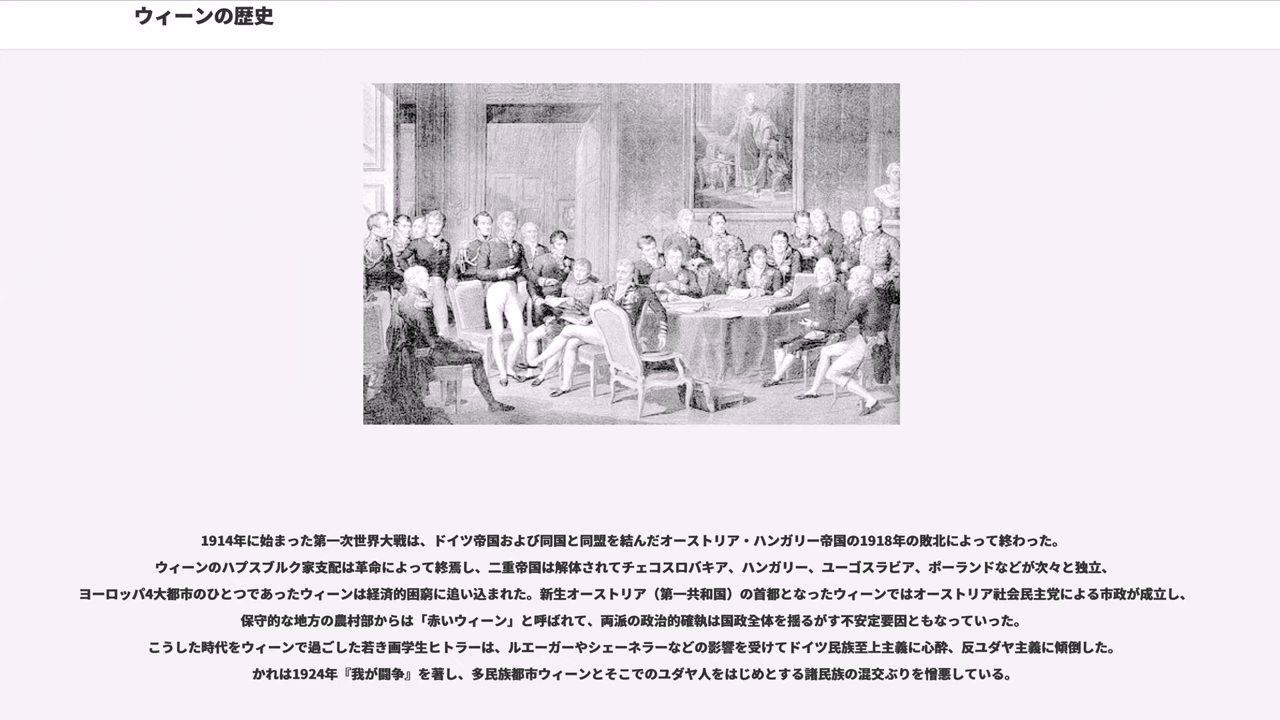 ウィーンの歴史
1914年に始まった第一次世界大戦は、ドイツ帝国および同国と同盟を結んだオーストリア・ハンガリー帝国の1918年の敗北によって終わった。
ウィーンのハプスブルク家支配は革命によって終焉し、二重帝国は解体されてチェコスロバキア、ハンガリー、ユーゴスラビア、ポーランドなどが次々と独立、
ヨーロッパ4大都市のひとつであったウィーンは経済的困窮に追い込まれた。新生オーストリア（第一共和国）の首都となったウィーンではオーストリア社会民主党による市政が成立し、
保守的な地方の農村部からは「赤いウィーン」と呼ばれて、両派の政治的確執は国政全体を揺るがす不安定要因ともなっていった。
こうした時代をウィーンで過ごした若き画学生ヒトラーは、ルエーガーやシェーネラーなどの影響を受けてドイツ民族至上主義に心酔、反ユダヤ主義に傾倒した。
かれは1924年『我が闘争』を著し、多民族都市ウィーンとそこでのユダヤ人をはじめとする諸民族の混交ぶりを憎悪している。